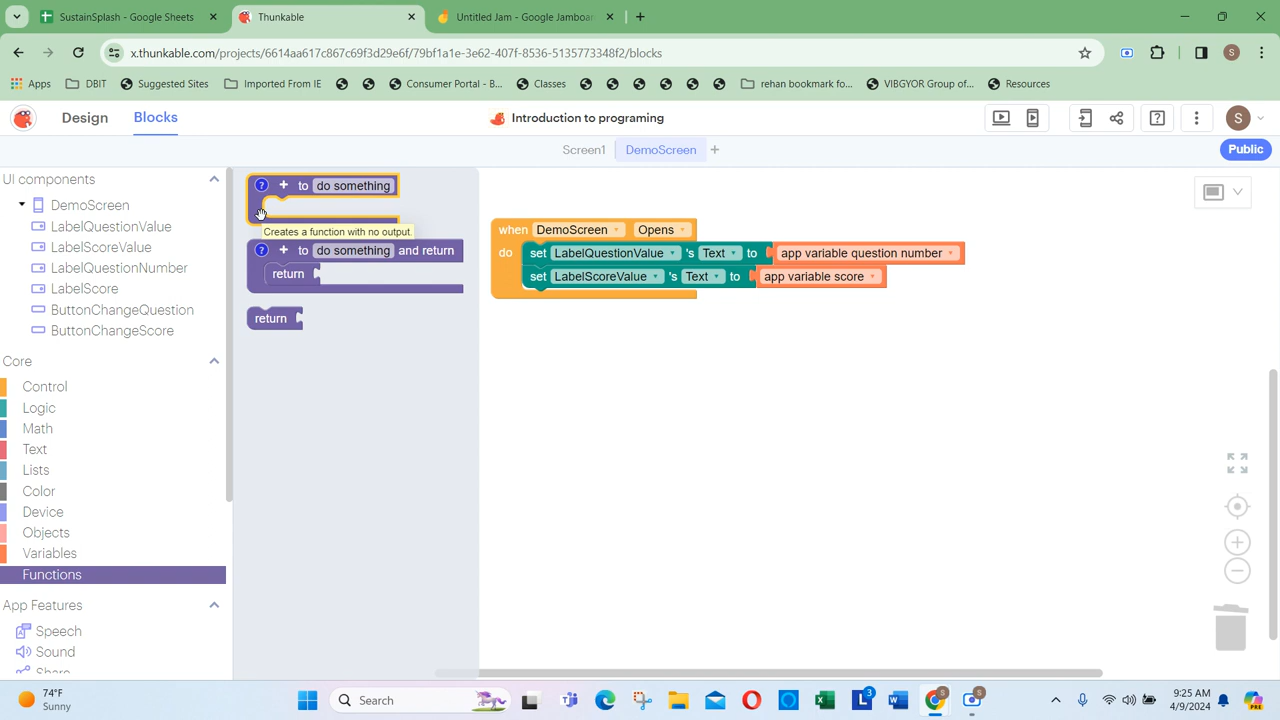 SustainSplash - Google Sheets
Thunkable
Untitled Jam - Google Jamboard
x.thunkable.com/projects/6614aa617c867c69f3d29e6f/79bf1a1e-3e62-407f-8536-5135773348f2/blocks
S
Apps DBIT Suggested Sites Imported From IE Consumer Portal - B... Classes rehan bookmark fo... VIBGYOR Group of... Resources
Design Blocks
Introduction to programing
S
Screen1 DemoScreen +
Public
UI components
DemoScreen
LabelQuestionValue
LabelScoreValue
LabelQuestionNumber
LabelScore
ButtonChangeQuestion
ButtonChangeScore
Core
Control
Logic
Math
Text
Lists
Color
Device
Objects
Variables
Functions
App Features
Speech
Sound
Share
? + to do something
Creates a function with no output.
? + to do something and return
return
return
when DemoScreen Opens
do set LabelQuestionValue 's Text to app variable question number
set LabelScoreValue 's Text to app variable score
74°F
Sunny
Search
3
9:25 AM
4/9/2024